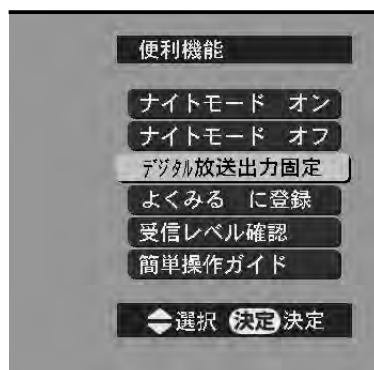 便利機能
ナイトモード オン
ナイトモード オフ
デジタル放送出力固定
よくみる に登録
受信レベル確認
簡単操作ガイド
選択 決定 決定